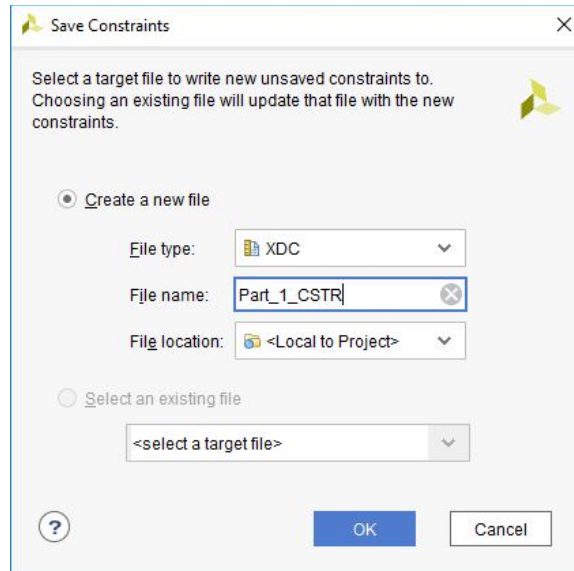 Save Constraints
Select a target file to write new unsaved constraints to.
Choosing an existing file will update that file with the new
constraints.
Create a new file
File type: XDC
File name: Part_1_CSTR
File location: <Local to Project>
Select an existing file
<select a target file>
? OK Cancel